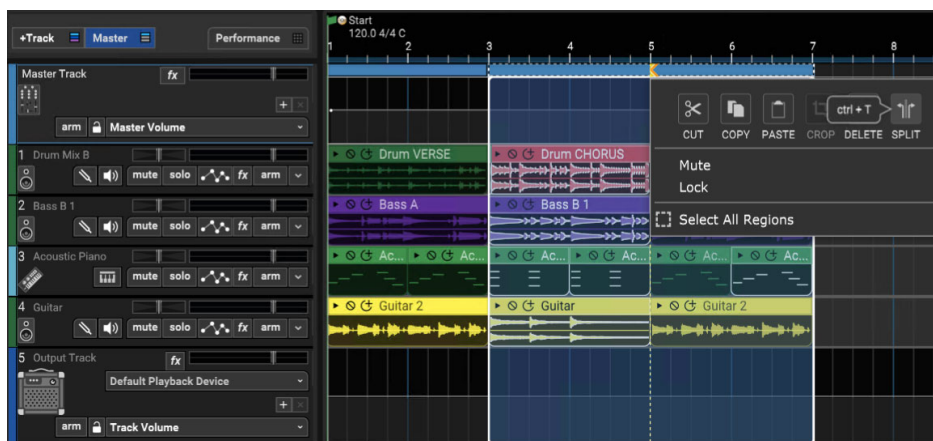 Start
120.0 4/4 C
+Track Master Performance
1 2 3 4 5 6 7 8
Master Track fx
arm Master Volume
ctrl + T
CUT COPY PASTE CROP DELETE SPLIT
Mute
Lock
Select All Regions
1 Drum Mix B
mute solo fx arm
Drum VERSE Drum CHORUS
2 Bass B 1
mute solo fx arm
Bass A Bass B 1
3 Acoustic Piano
mute solo fx arm
Ac... Ac... Ac... Ac... Ac... Ac...
4 Guitar
mute solo fx arm
Guitar 2 Guitar Guitar 2
5 Output Track fx
Default Playback Device
arm Track Volume